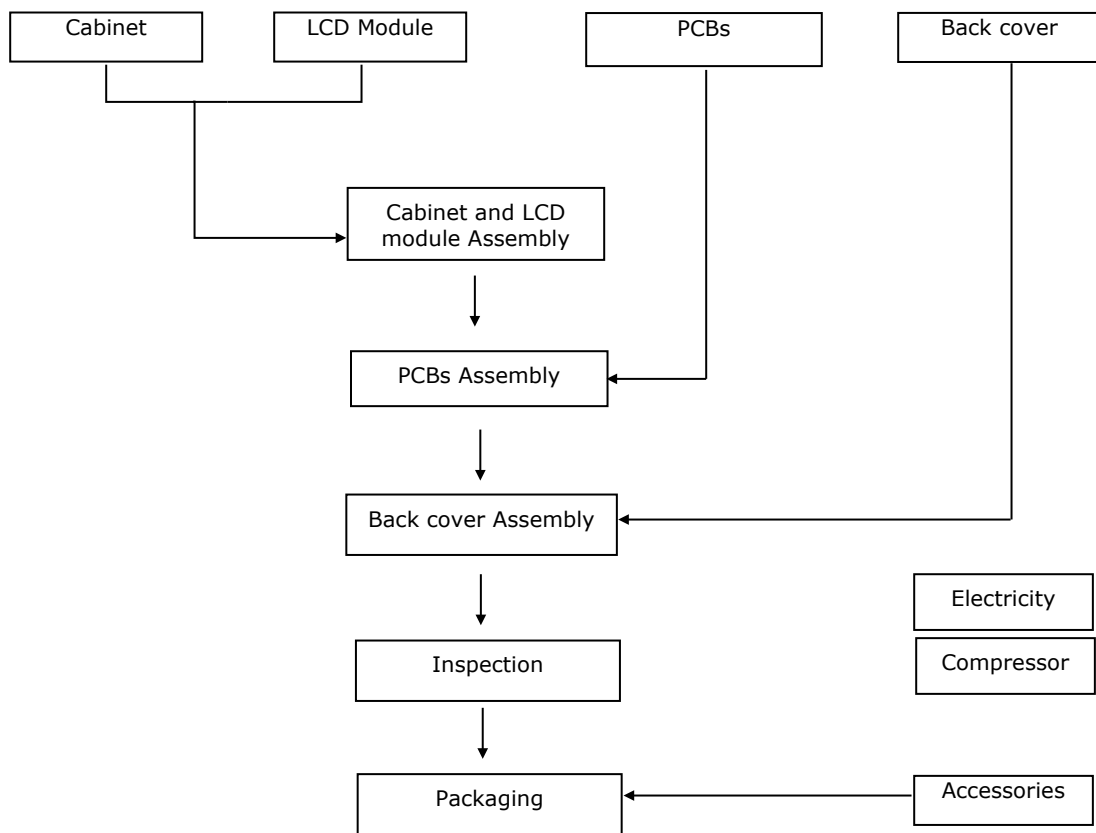 Cabinet
LCD Module
PCBs
Back cover
Cabinet and LCD
module Assembly
PCBs Assembly
Back cover Assembly
Electricity
Inspection
Compressor
Packaging
Accessories